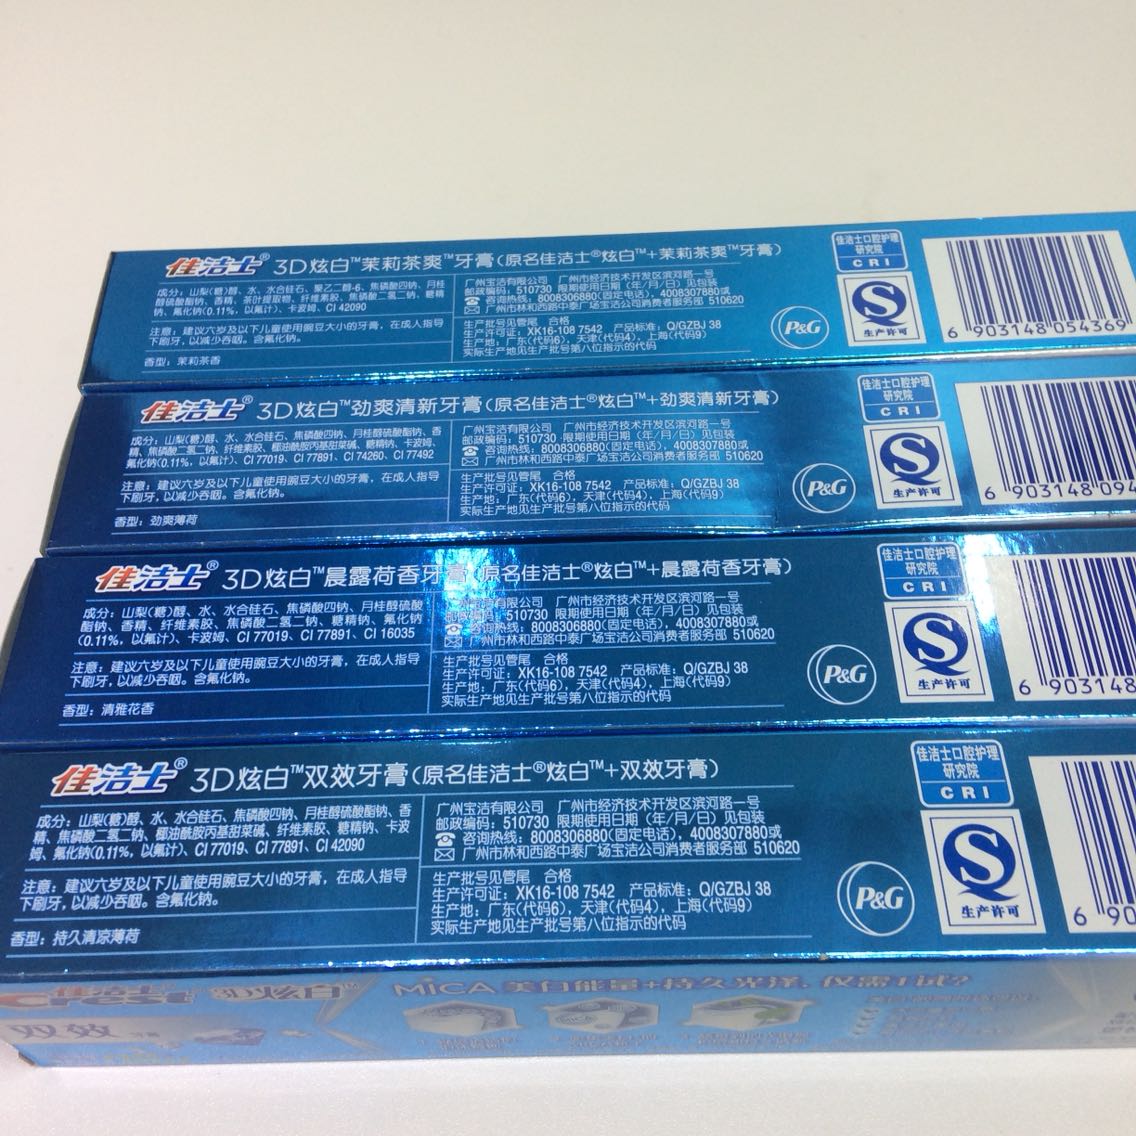 佳洁士® 3D炫白™茉莉茶爽™牙膏(原名佳洁士®炫白™+茉莉茶爽™牙膏)
成分：山梨(糖)醇、水、水合硅石、聚乙二醇-6、焦磷酸四钠、月桂
醇硫酸酯钠、香精、茶叶提取物、纤维素胶、焦磷酸二氢二钠、糖精
钠、氟化钠(0.11%，以氟计)、卡波姆、CI 42090
注意：建议六岁及以下儿童使用豌豆大小的牙膏，在成人指导
下刷牙，以减少吞咽。含氟化钠。
香型：茉莉茶香
广州宝洁有限公司 广州市经济技术开发区滨河路一号
邮政编码：510730 限期使用日期（年/月/日）见包装
咨询热线：8008306880(固定电话)，4008307880或
广州市林和西路中泰广场宝洁公司消费者服务部 510620
生产批号见管尾 合格
生产许可证：XK16-108 7542 产品标准：Q/GZBJ 38
生产地：广东(代码6)，天津(代码4)，上海(代码9)
实际生产地见生产批号第八位指示的代码
P&G
佳洁士口腔护理
研究院
CRI
生产许可
6 903148 054369
佳洁士® 3D炫白™劲爽清新牙膏(原名佳洁士®炫白™+劲爽清新牙膏)
成分：山梨(糖)醇、水、水合硅石、焦磷酸四钠、月桂醇硫酸酯钠、香
精、焦磷酸二氢二钠、纤维素胶、椰油酰胺丙基甜菜碱、糖精钠、卡波姆、
氟化钠(0.11%，以氟计)、CI 77019、CI 77891、CI 74260、CI 77492
注意：建议六岁及以下儿童使用豌豆大小的牙膏，在成人指导
下刷牙，以减少吞咽。含氟化钠。
香型：劲爽薄荷
广州宝洁有限公司 广州市经济技术开发区滨河路一号
邮政编码：510730 限期使用日期（年/月/日）见包装
咨询热线：8008306880(固定电话)，4008307880或
广州市林和西路中泰广场宝洁公司消费者服务部 510620
生产批号见管尾 合格
生产许可证：XK16-108 7542 产品标准：Q/GZBJ 38
生产地：广东(代码6)，天津(代码4)，上海(代码9)
实际生产地见生产批号第八位指示的代码
P&G
佳洁士口腔护理
研究院
CRI
生产许可
6 903148 094
佳洁士® 3D炫白™晨露荷香牙膏(原名佳洁士®炫白™+晨露荷香牙膏)
成分：山梨(糖)醇、水、水合硅石、焦磷酸四钠、月桂醇硫酸
酯钠、香精、纤维素胶、焦磷酸二氢二钠、糖精钠、氟化钠
(0.11%，以氟计)、卡波姆、CI 77019、CI 77891、CI 16035
注意：建议六岁及以下儿童使用豌豆大小的牙膏，在成人指导
下刷牙，以减少吞咽。含氟化钠。
香型：清雅花香
广州宝洁有限公司 广州市经济技术开发区滨河路一号
邮政编码：510730 限期使用日期（年/月/日）见包装
咨询热线：8008306880(固定电话)，4008307880或
广州市林和西路中泰广场宝洁公司消费者服务部 510620
生产批号见管尾 合格
生产许可证：XK16-108 7542 产品标准：Q/GZBJ 38
生产地：广东(代码6)，天津(代码4)，上海(代码9)
实际生产地见生产批号第八位指示的代码
P&G
佳洁士口腔护理
研究院
CRI
生产许可
6 903148
佳洁士® 3D炫白™双效牙膏(原名佳洁士®炫白™+双效牙膏)
成分：山梨(糖)醇、水、水合硅石、焦磷酸四钠、月桂醇硫酸酯钠、香
精、焦磷酸二氢二钠、椰油酰胺丙基甜菜碱、纤维素胶、糖精钠、卡波
姆、氟化钠(0.11%，以氟计)、CI 77019、CI 77891、CI 42090
注意：建议六岁及以下儿童使用豌豆大小的牙膏，在成人指导
下刷牙，以减少吞咽。含氟化钠。
香型：持久清凉薄荷
广州宝洁有限公司 广州市经济技术开发区滨河路一号
邮政编码：510730 限期使用日期（年/月/日）见包装
咨询热线：8008306880(固定电话)，4008307880或
广州市林和西路中泰广场宝洁公司消费者服务部 510620
生产批号见管尾 合格
生产许可证：XK16-108 7542 产品标准：Q/GZBJ 38
生产地：广东(代码6)，天津(代码4)，上海(代码9)
实际生产地见生产批号第八位指示的代码
P&G
佳洁士口腔护理
研究院
CRI
生产许可
6 90
佳洁士
Crest 3D炫白™
双效
MiCA 美白能量+持久光泽，仅需1试?